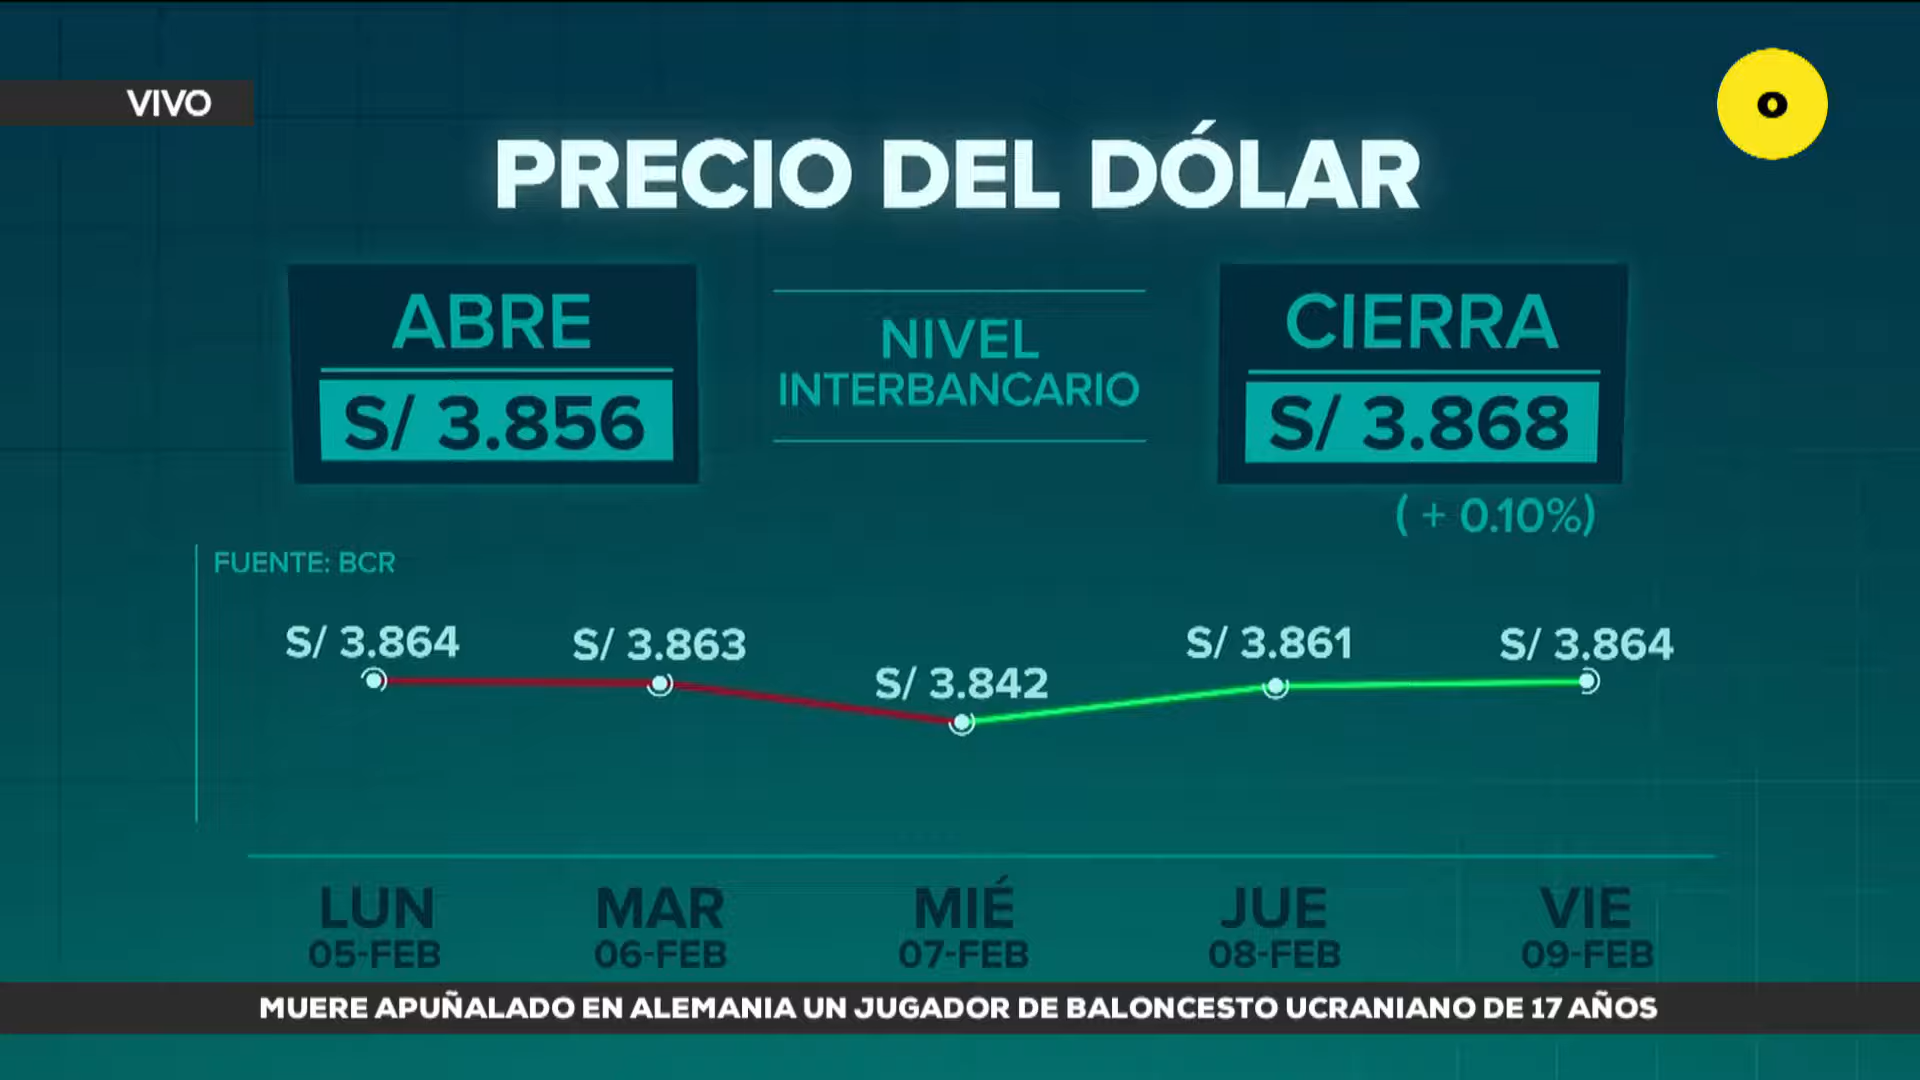 VIVO
O
PRECIO DEL DÓLAR
ABRE
S/ 3.856
NIVEL
INTERBANCARIO
CIERRA
S/ 3.868
( + 0.10%)
FUENTE: BCR
S/ 3.864
S/ 3.863
S/ 3.842
S/ 3.861
S/ 3.864
LUN
05-FEB
MAR
06-FEB
MIÉ
07-FEB
JUE
08-FEB
VIE
09-FEB
MUERE APUÑALADO EN ALEMANIA UN JUGADOR DE BALONCESTO UCRANIANO DE 17 AÑOS